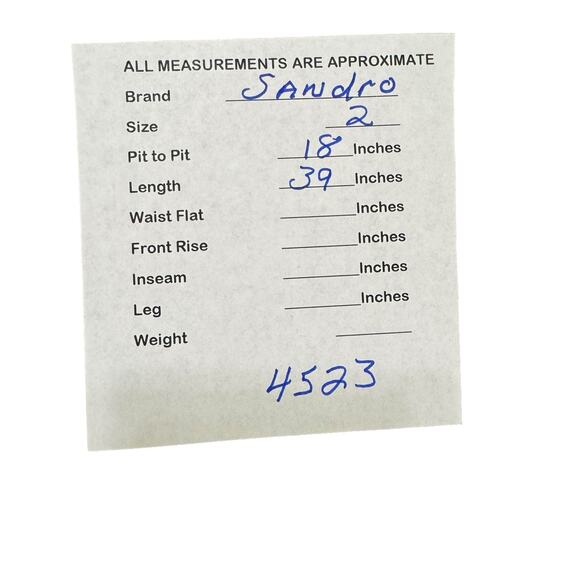 ALL MEASUREMENTS ARE APPROXIMATE
Brand SANdro
Size 2
Pit to Pit 18 Inches
Length 39 Inches
Waist Flat Inches
Front Rise Inches
Inseam Inches
Leg Inches
Weight
4523